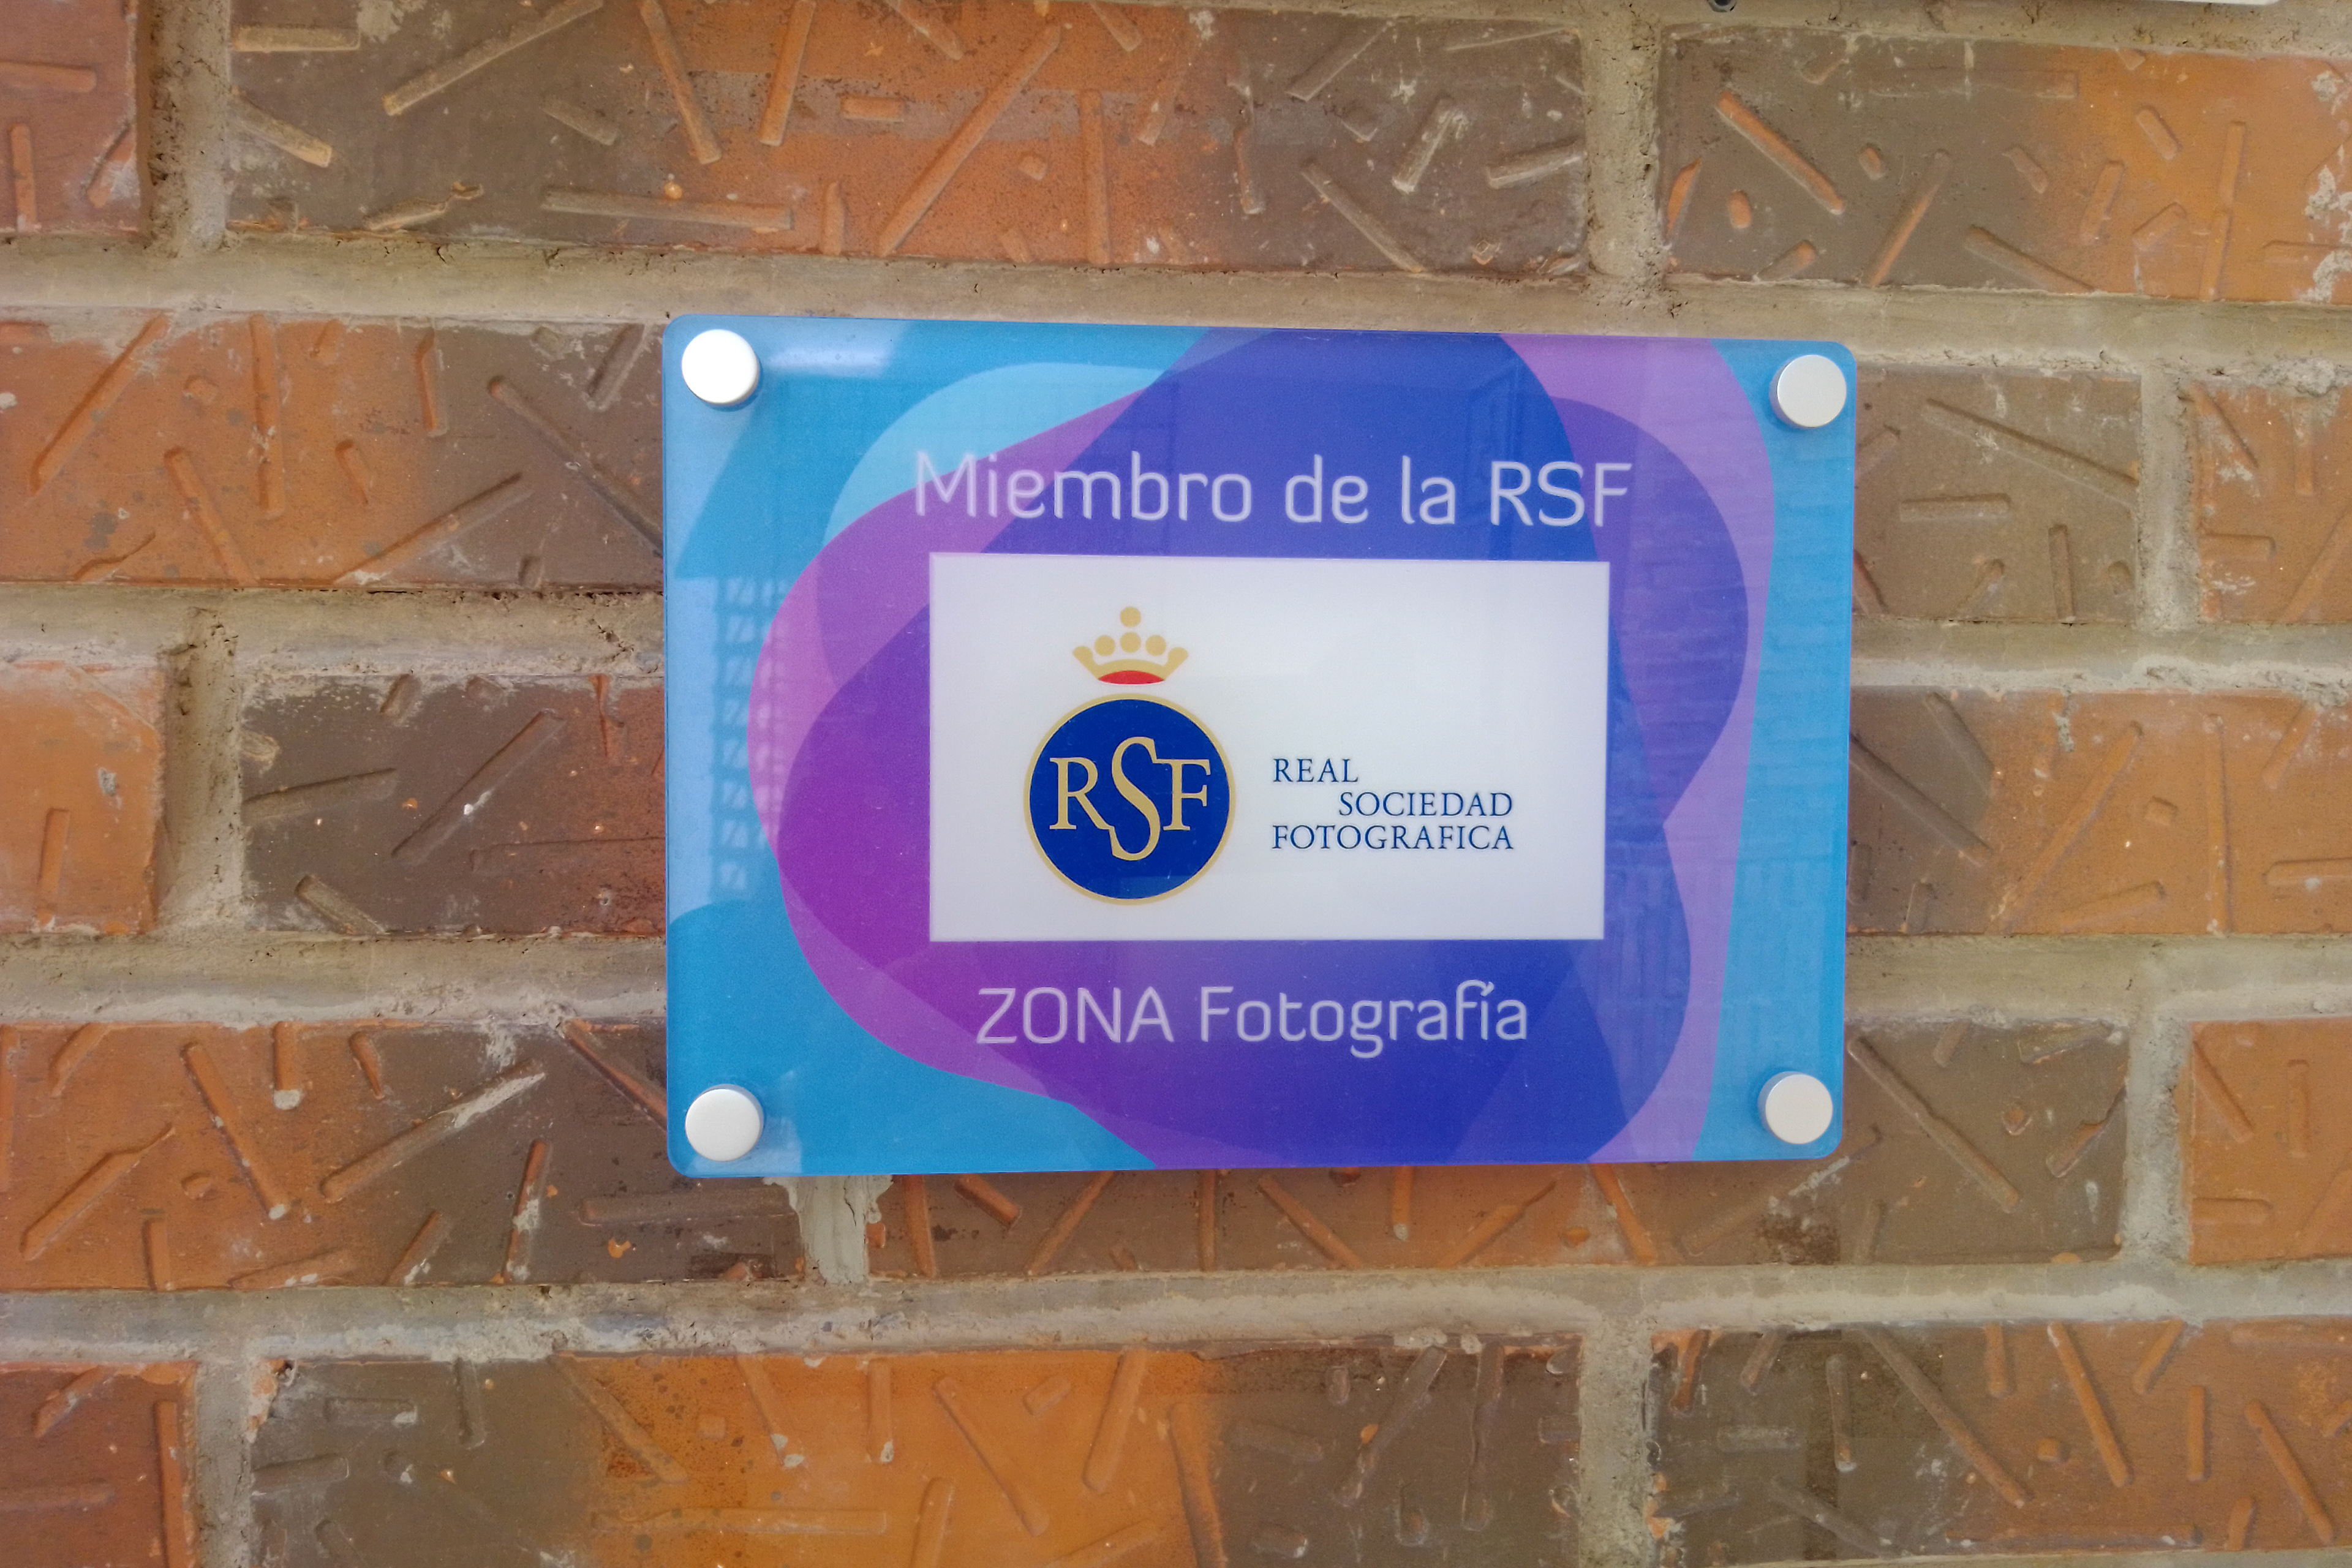 Miembro de la RSF
RSF
REAL
SOCIEDAD
FOTOGRAFICA
ZONA Fotografía